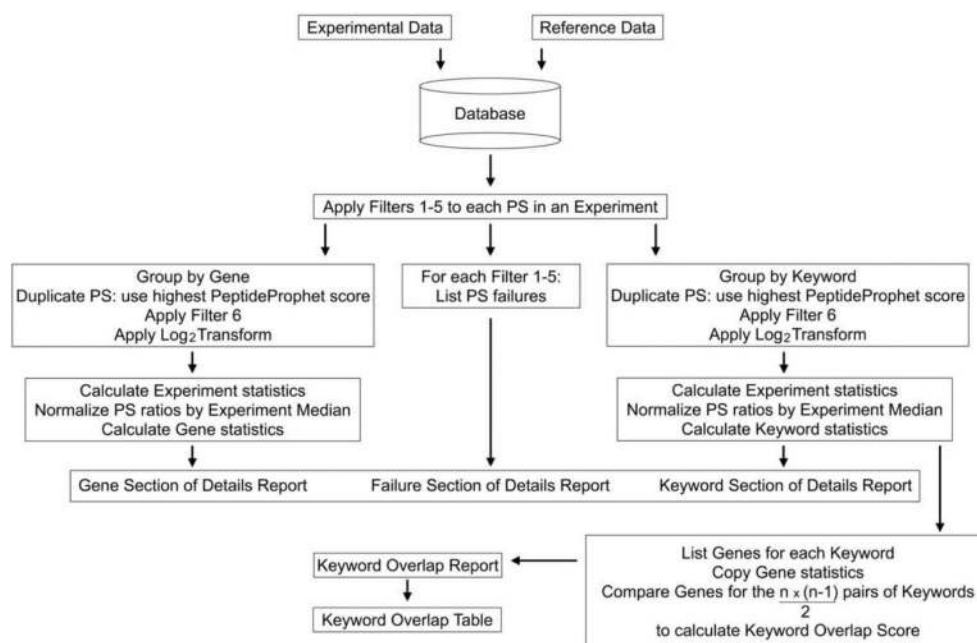 Experimental Data
Reference Data
Database
Apply Filters 1-5 to each PS in an Experiment
Group by Gene
Duplicate PS: use highest PeptideProphet score
Apply Filter 6
Apply Log₂Transform
For each Filter 1-5:
List PS failures
Group by Keyword
Duplicate PS: use highest PeptideProphet score
Apply Filter 6
Apply Log₂Transform
Calculate Experiment statistics
Normalize PS ratios by Experiment Median
Calculate Gene statistics
Calculate Experiment statistics
Normalize PS ratios by Experiment Median
Calculate Keyword statistics
Gene Section of Details Report
Failure Section of Details Report
Keyword Section of Details Report
List Genes for each Keyword
Copy Gene statistics
Compare Genes for the n x (n-1) pairs of Keywords
2
to calculate Keyword Overlap Score
Keyword Overlap Report
Keyword Overlap Table